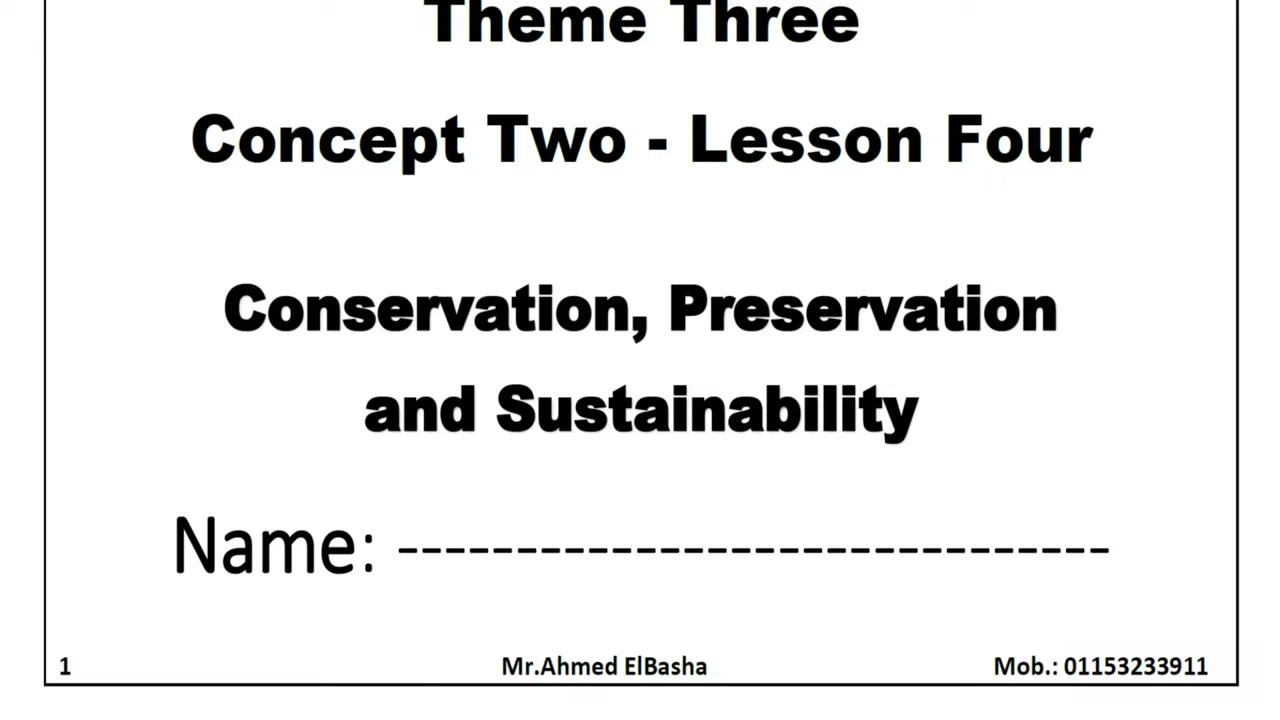 Theme Three
Concept Two - Lesson Four
Conservation, Preservation
and Sustainability
Name: ------------------------------
1 Mr.Ahmed ElBasha Mob.: 01153233911